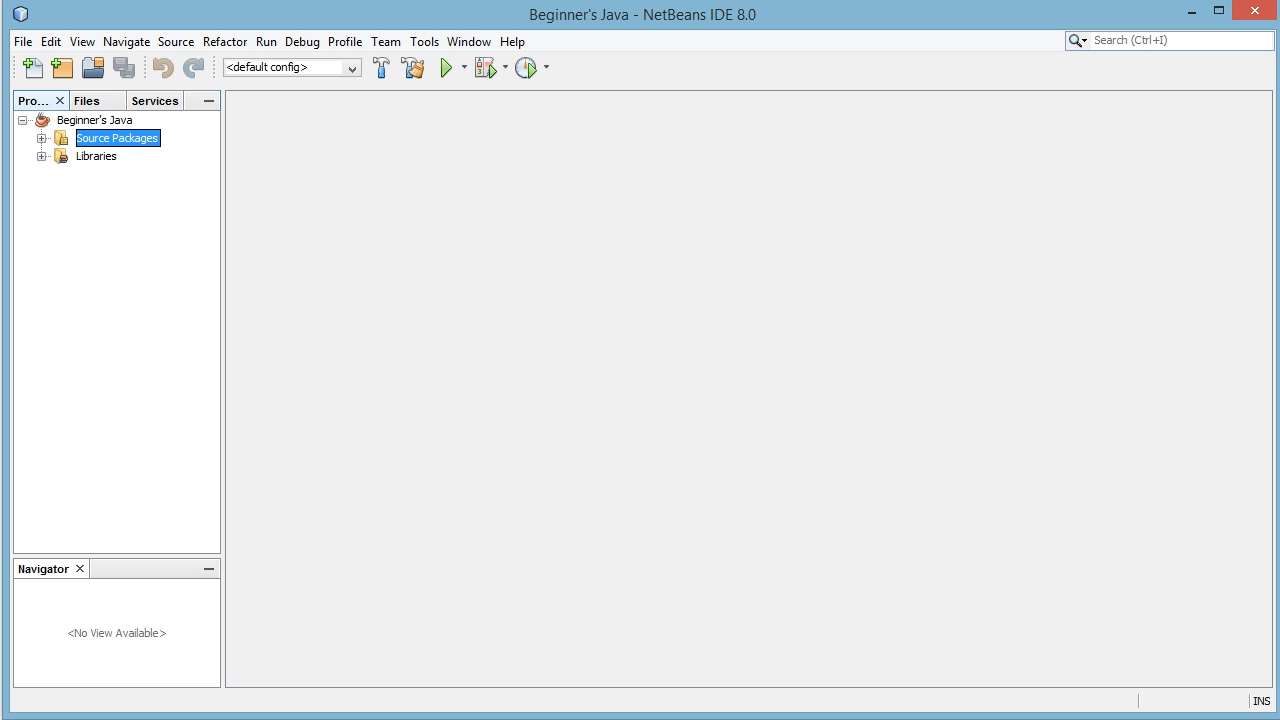 Beginner's Java - NetBeans IDE 8.0
File Edit View Navigate Source Refactor Run Debug Profile Team Tools Window Help
Search (Ctrl+I)
<default config>
Pro... Files Services
Beginner's Java
Source Packages
Libraries
Navigator
<No View Available>
INS